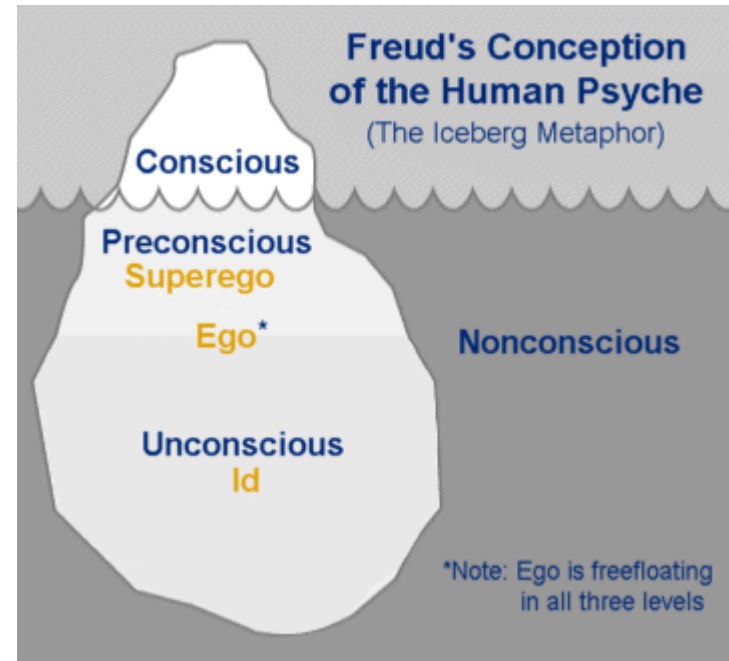 Freud's Conception
of the Human Psyche
(The Iceberg Metaphor)
Conscious
Preconscious
Superego
Ego*
Nonconscious
Unconscious
Id
*Note: Ego is freefloating
in all three levels